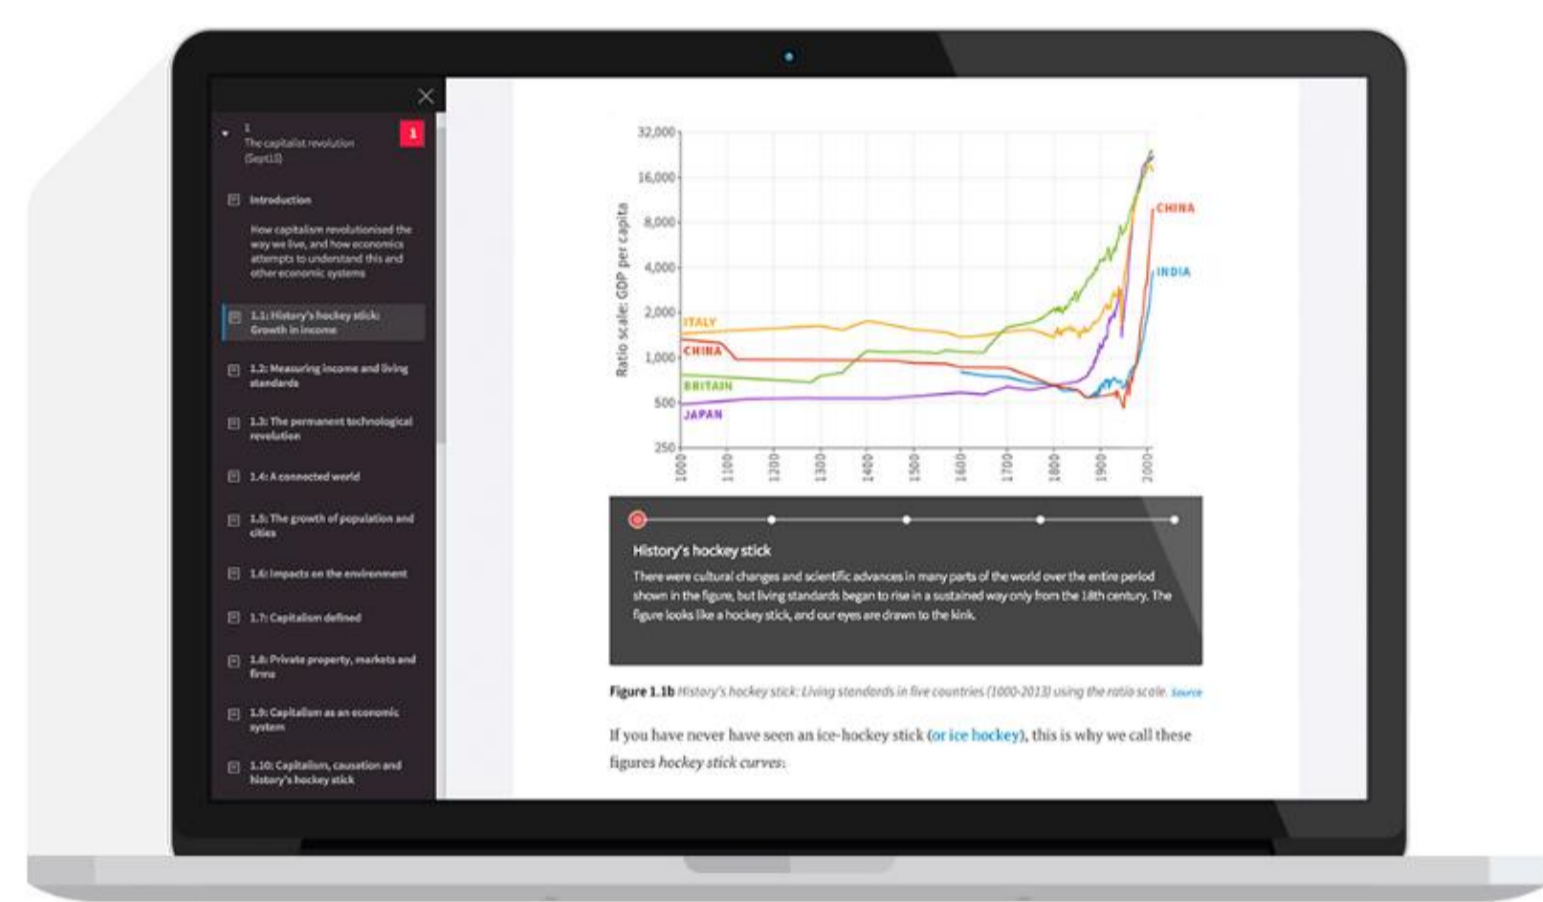 1
The capitalist revolution
(Sept15)
1
Introduction
How capitalism revolutionised the
way we live, and how economics
attempts to understand this and
other economic systems
1.1: History's hockey stick:
Growth in income
1.2: Measuring income and living
standards
1.3: The permanent technological
revolution
1.4: A connected world
1.5: The growth of population and
cities
1.6: Impacts on the environment
1.7: Capitalism defined
1.8: Private property, markets and
firms
1.9: Capitalism as an economic
system
1.10: Capitalism, causation and
history's hockey stick
Ratio scale: GDP per capita
32,000
16,000
8,000
4,000
2,000
1,000
500
250
ITALY
CHINA
BRITAIN
JAPAN
CHINA
INDIA
1000
1100
1200
1300
1400
1500
1600
1700
1800
1900
2000
History's hockey stick
There were cultural changes and scientific advances in many parts of the world over the entire period
shown in the figure, but living standards began to rise in a sustained way only from the 18th century. The
figure looks like a hockey stick, and our eyes are drawn to the kink.
Figure 1.1b History's hockey stick: Living standards in five countries (1000-2013) using the ratio scale. Source
If you have never have seen an ice-hockey stick (or ice hockey), this is why we call these
figures hockey stick curves: